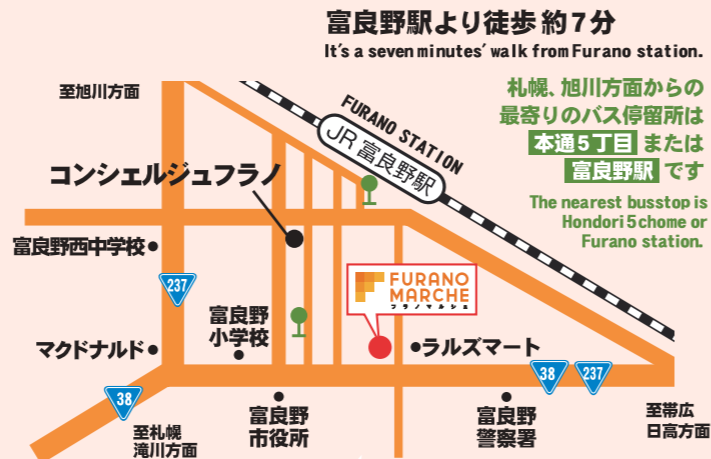 富良野駅より徒歩約7分
It's a seven minutes' walk from Furano station.
至旭川方面
FURANO STATION
JR 富良野駅
札幌、旭川方面からの
最寄りのバス停留所は
本通5丁目 または
富良野駅 です
The nearest busstop is
Hondori 5chome or
Furano station.
コンシェルジュフラノ
富良野西中学校
237
FURANO
MARCHE
フラノマルシェ
富良野
小学校
マクドナルド
ラルズマート
38
237
38
至札幌
滝川方面
富良野
市役所
富良野
警察署
至帯広
日高方面